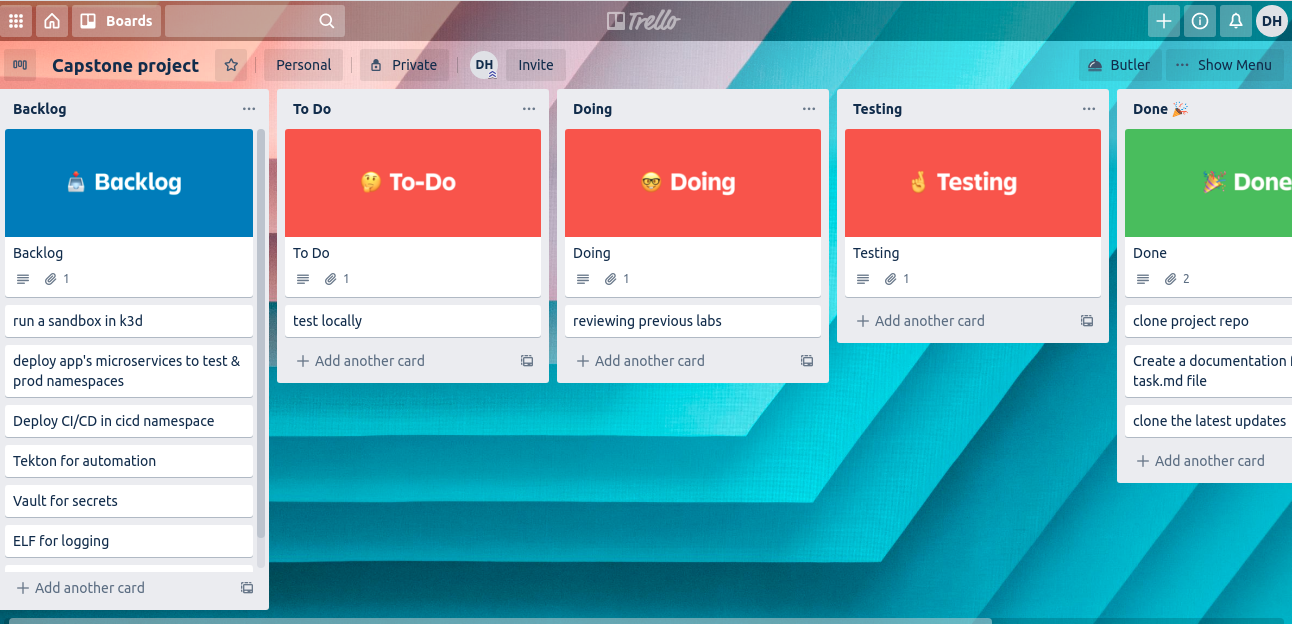 Boards
Trello
DH
Capstone project
Personal
Private
DH
Invite
Butler
Show Menu
Backlog
Backlog
Backlog
1
run a sandbox in k3d
deploy app's microservices to test &
prod namespaces
Deploy CI/CD in cicd namespace
Tekton for automation
Vault for secrets
ELF for logging
Add another card
To Do
To-Do
To Do
1
test locally
Add another card
Doing
Doing
Doing
1
reviewing previous labs
Add another card
Testing
Testing
Testing
1
Add another card
Done
Done
Done
2
clone project repo
Create a documentation
task.md file
clone the latest updates
Add another card